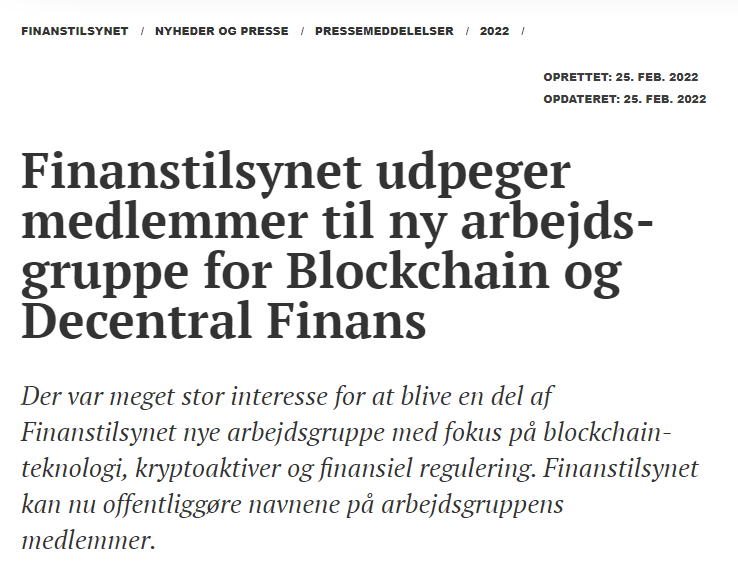 FINANSTILSYNET / NYHEDER OG PRESSE / PRESSEMEDDELELSER / 2022 /
OPRETTET: 25. FEB. 2022
OPDATERET: 25. FEB. 2022
Finanstilsynet udpeger
medlemmer til ny arbejds-
gruppe for Blockchain og
Decentral Finans
Der var meget stor interesse for at blive en del af
Finanstilsynet nye arbejdsgruppe med fokus på blockchain-
teknologi, kryptoaktiver og finansiel regulering. Finanstilsynet
kan nu offentliggøre navnene på arbejdsgruppens
medlemmer.